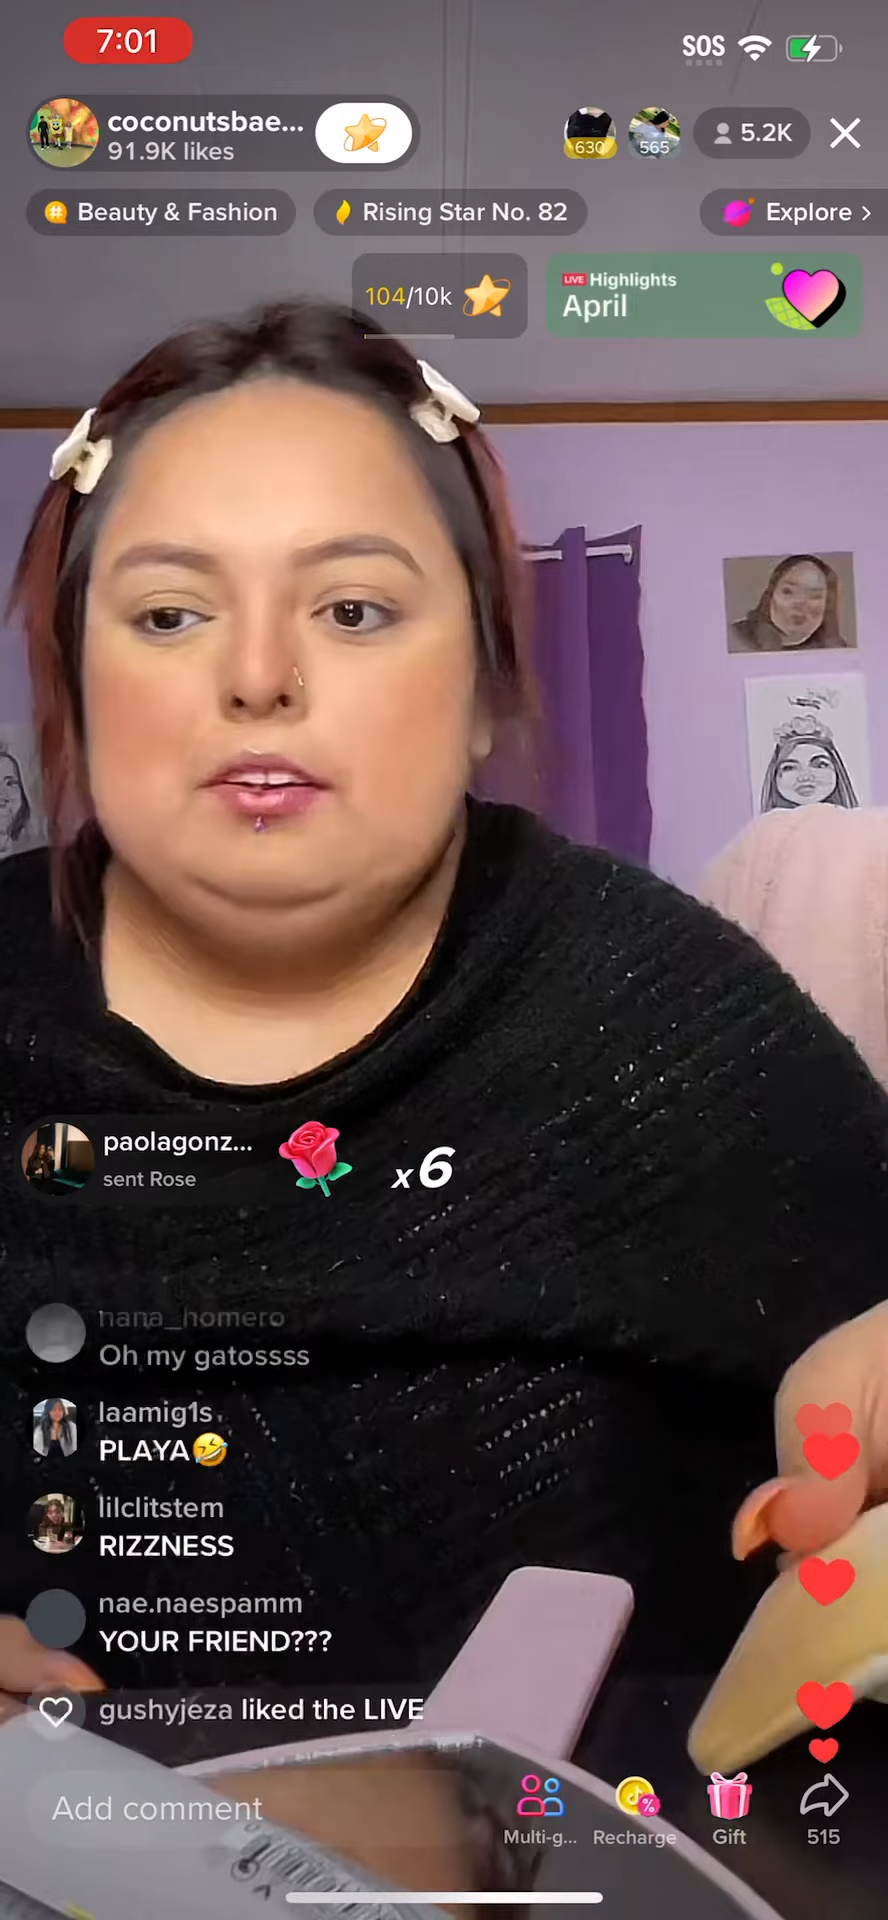 7:01
SOS
coconutsbae...
91.9K likes
630
565
5.2K
Beauty & Fashion
Rising Star No. 82
Explore >
104/10k
LIVE Highlights
April
paolagonz...
sent Rose
x6
nana_homero
Oh my gatossss
laamig1s
PLAYA🤣
lilclitstem
RIZZNESS
nae.naespamm
YOUR FRIEND???
gushyjeza liked the LIVE
Add comment
Multi-g...
Recharge
Gift
515